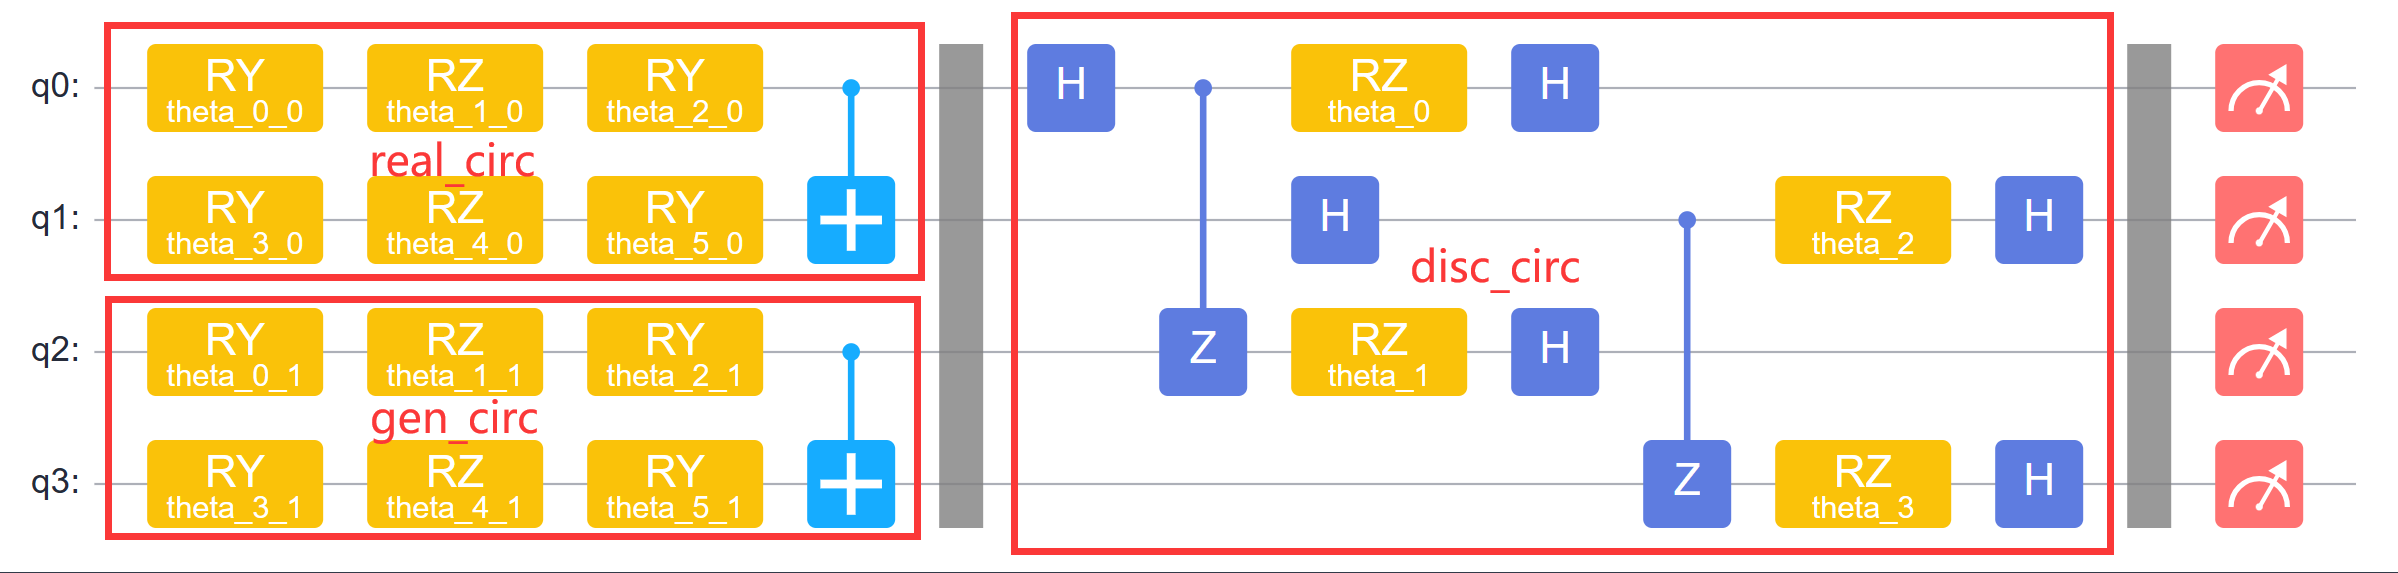 q0: RY RZ RY H RZ H
theta_0_0 theta_1_0 theta_2_0 theta_0
real_circ
q1: RY RZ RY H RZ H
theta_3_0 theta_4_0 theta_5_0 theta_2
disc_circ
q2: RY RZ RY Z RZ H
theta_0_1 theta_1_1 theta_2_1 theta_1
gen_circ
q3: RY RZ RY Z RZ H
theta_3_1 theta_4_1 theta_5_1 theta_3